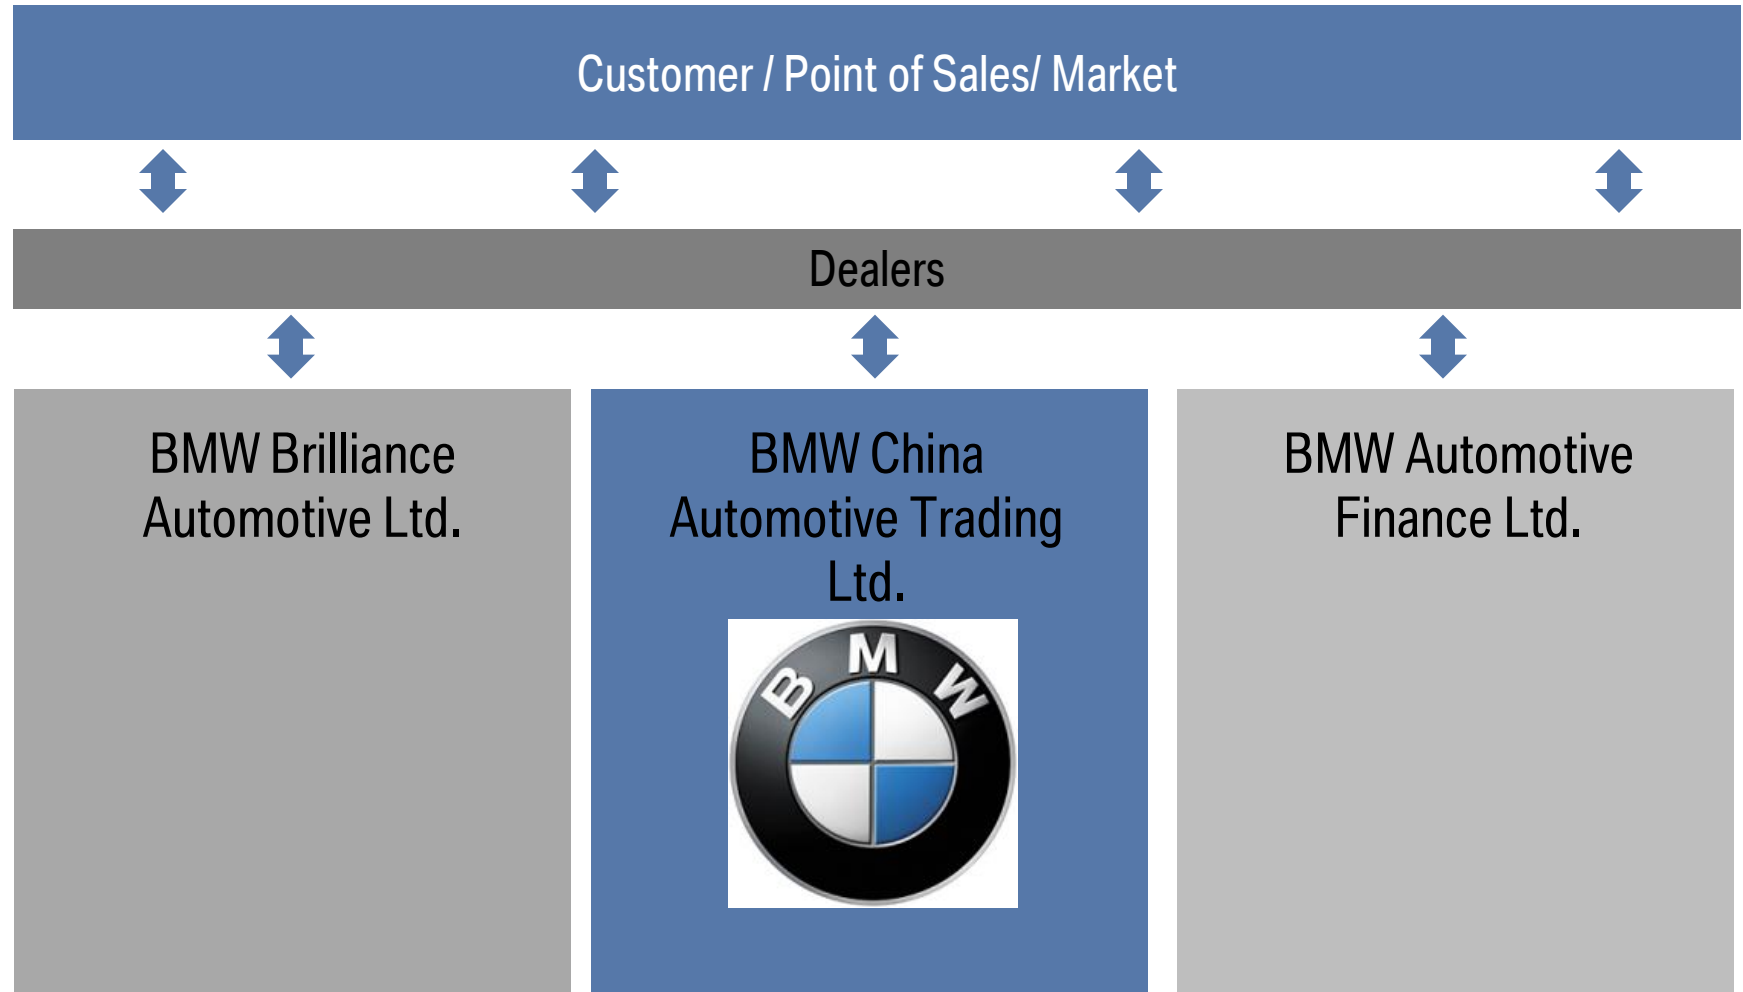 Customer / Point of Sales/ Market
Dealers
BMW Brilliance
Automotive Ltd.
BMW China
Automotive Trading
Ltd.
BMW Automotive
Finance Ltd.
BMW